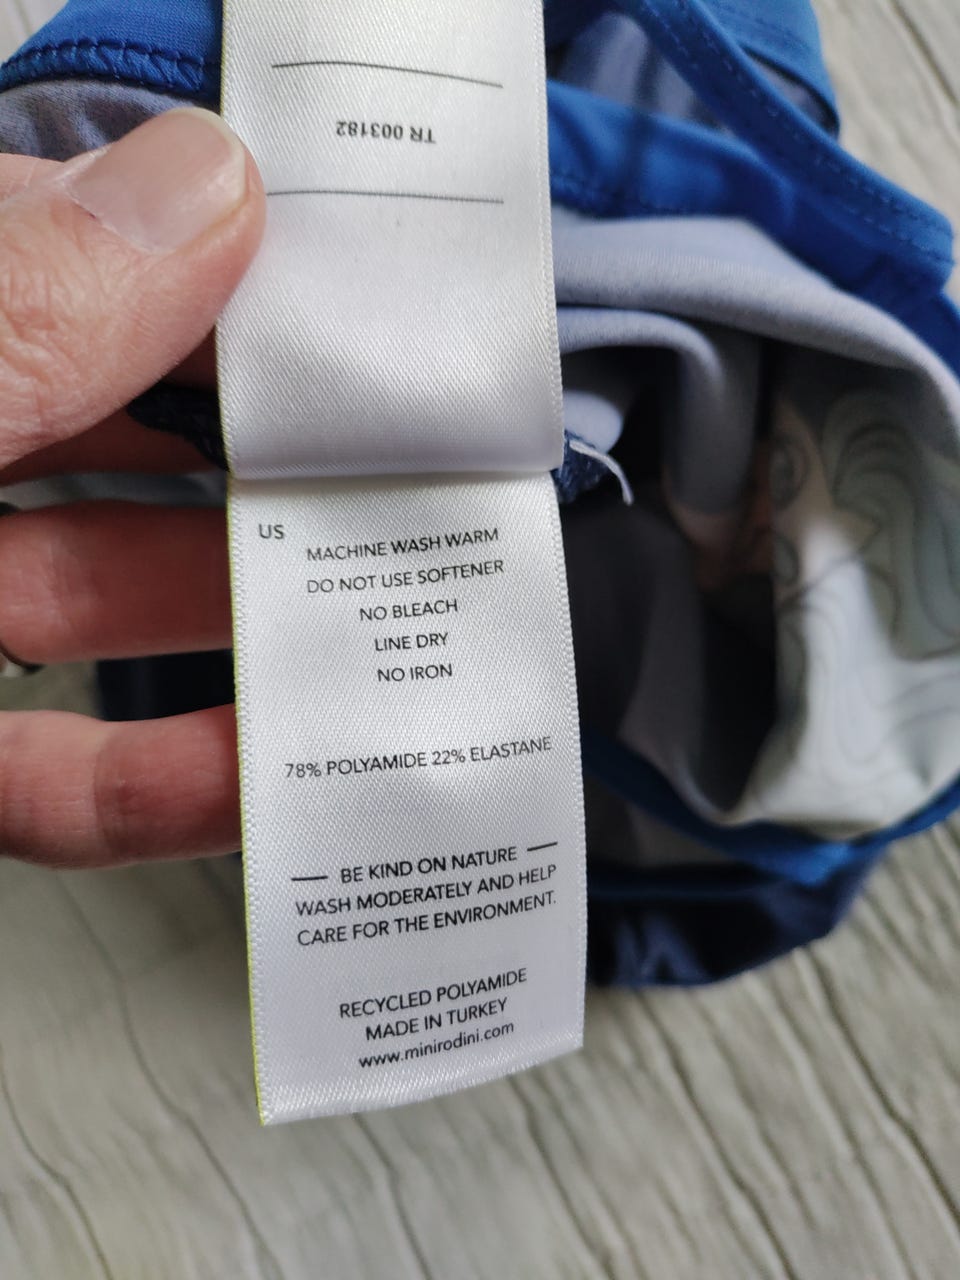 TR 003182
US
MACHINE WASH WARM
DO NOT USE SOFTENER
NO BLEACH
LINE DRY
NO IRON
78% POLYAMIDE 22% ELASTANE
BE KIND ON NATURE
WASH MODERATELY AND HELP
CARE FOR THE ENVIRONMENT.
RECYCLED POLYAMIDE
MADE IN TURKEY
www.minirodini.com